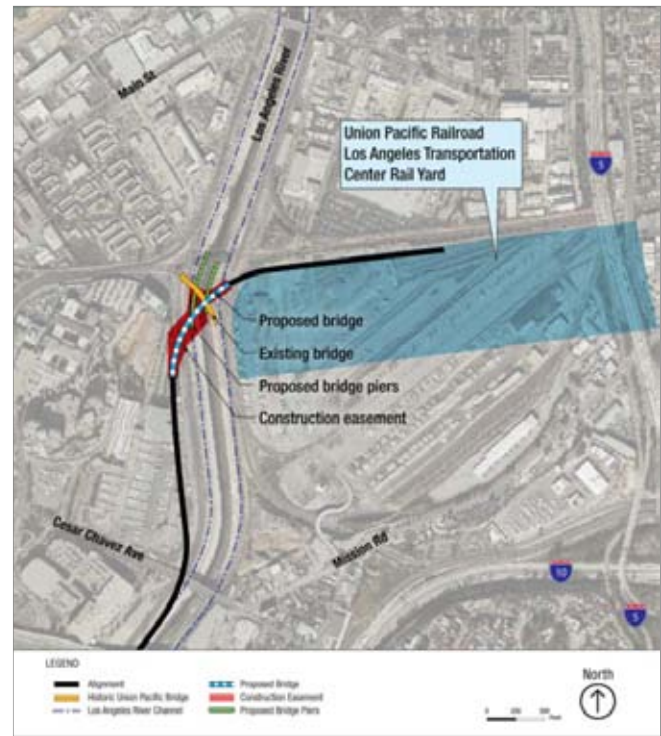 Main St
Los Angeles River
Union Pacific Railroad
Los Angeles Transportation
Center Rail Yard
5
Proposed bridge
Existing bridge
Proposed bridge piers
Construction easement
Cesar Chavez Ave
Mission Rd
10
5
LEGEND
Alignment
Historic Union Pacific Bridge
Los Angeles River Channel
Proposed Bridge
Construction Easement
Proposed Bridge Piers
0
Feet
North